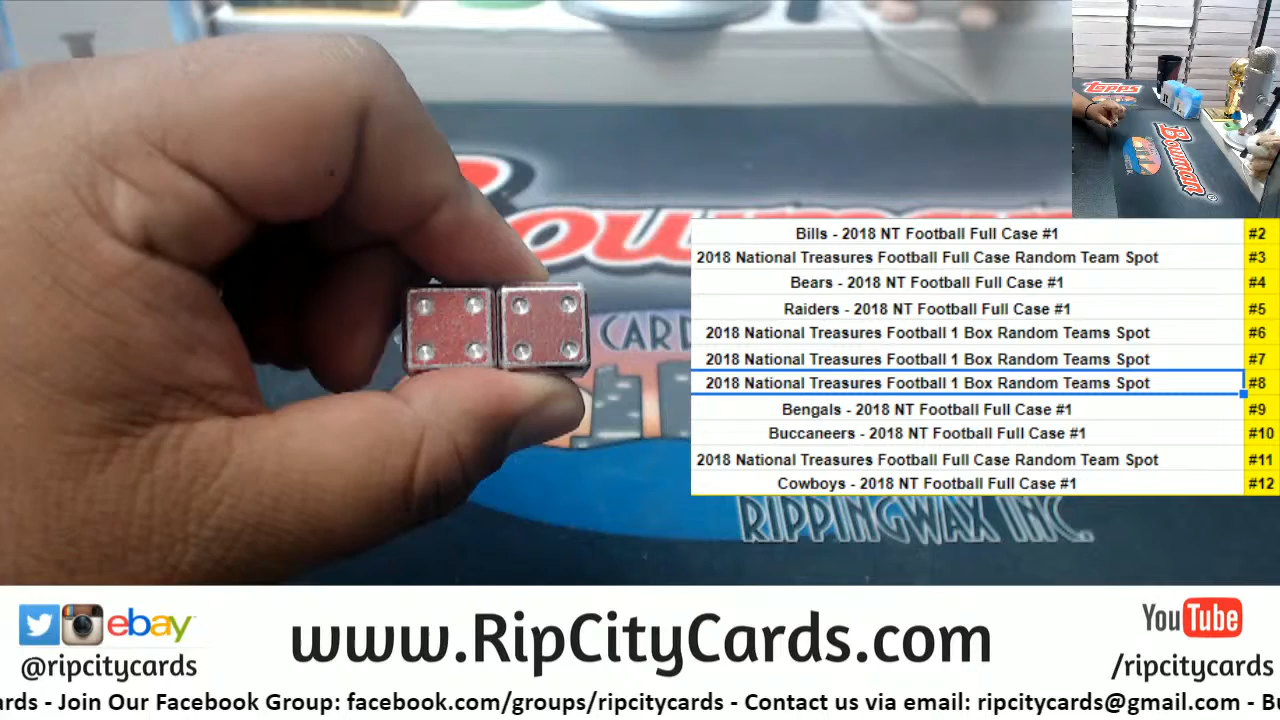 TOPPS
Bowman
Bowman
CARD
RIPPINGWAX INC.
Bills - 2018 NT Football Full Case #1 #2
2018 National Treasures Football Full Case Random Team Spot #3
Bears - 2018 NT Football Full Case #1 #4
Raiders - 2018 NT Football Full Case #1 #5
2018 National Treasures Football 1 Box Random Teams Spot #6
2018 National Treasures Football 1 Box Random Teams Spot #7
2018 National Treasures Football 1 Box Random Teams Spot #8
Bengals - 2018 NT Football Full Case #1 #9
Buccaneers - 2018 NT Football Full Case #1 #10
2018 National Treasures Football Full Case Random Team Spot #11
Cowboys - 2018 NT Football Full Case #1 #12
ebay
@ripcitycards
www.RipCityCards.com
YouTube
/ripcitycards
ards - Join Our Facebook Group: facebook.com/groups/ripcitycards - Contact us via email: ripcitycards@gmail.com - Bu